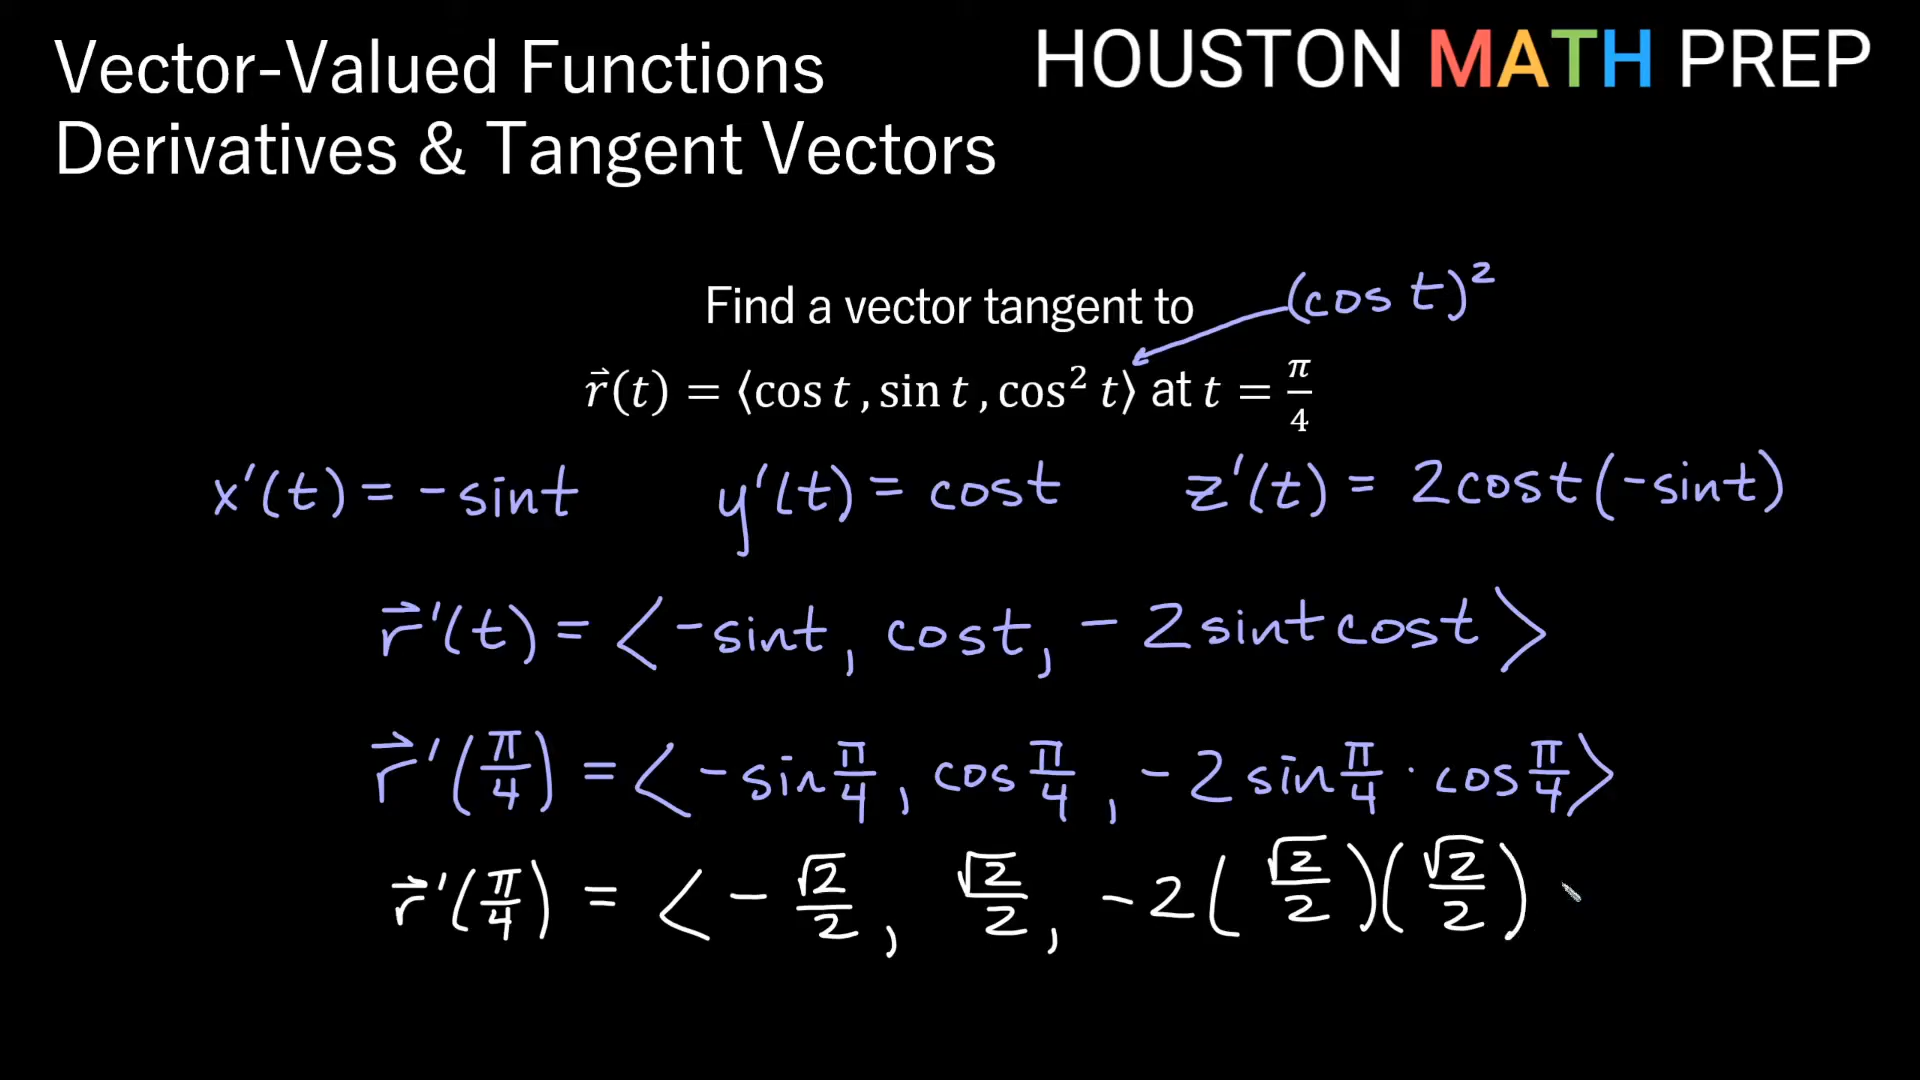 Vector-Valued Functions
HOUSTON MATH PREP
Derivatives & Tangent Vectors
Find a vector tangent to
(cos t)²
r⃗(t) = ⟨cos t , sin t , cos² t⟩ at t = π/4
x'(t) = -sint y'(t) = cost z'(t) = 2cost(-sint)
r⃗'(t) = ⟨-sint, cost, -2sintcost⟩
r⃗'(π/4) = ⟨-sin π/4, cos π/4, -2sin π/4 · cos π/4⟩
r⃗'(π/4) = ⟨-√2/2, √2/2, -2(√2/2)(√2/2)